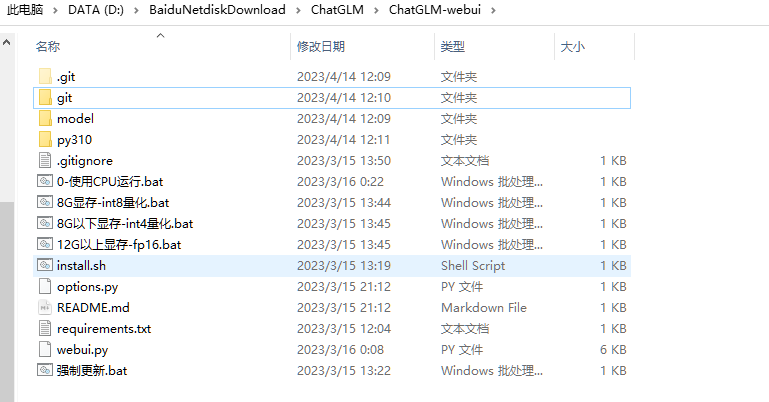 此电脑 > DATA (D:) > BaiduNetdiskDownload > ChatGLM > ChatGLM-webui >
名称 修改日期 类型 大小
.git 2023/4/14 12:09 文件夹
git 2023/4/14 12:10 文件夹
model 2023/4/14 12:09 文件夹
py310 2023/4/14 12:11 文件夹
.gitignore 2023/3/15 13:50 文本文档 1 KB
0-使用CPU运行.bat 2023/3/16 0:22 Windows 批处理... 1 KB
8G显存-int8量化.bat 2023/3/15 13:44 Windows 批处理... 1 KB
8G以下显存-int4量化.bat 2023/3/15 13:45 Windows 批处理... 1 KB
12G以上显存-fp16.bat 2023/3/15 13:45 Windows 批处理... 1 KB
install.sh 2023/3/15 13:19 Shell Script 1 KB
options.py 2023/3/15 21:12 PY 文件 1 KB
README.md 2023/3/15 21:12 Markdown File 1 KB
requirements.txt 2023/3/15 12:04 文本文档 1 KB
webui.py 2023/3/16 0:08 PY 文件 6 KB
强制更新.bat 2023/3/15 13:22 Windows 批处理... 1 KB